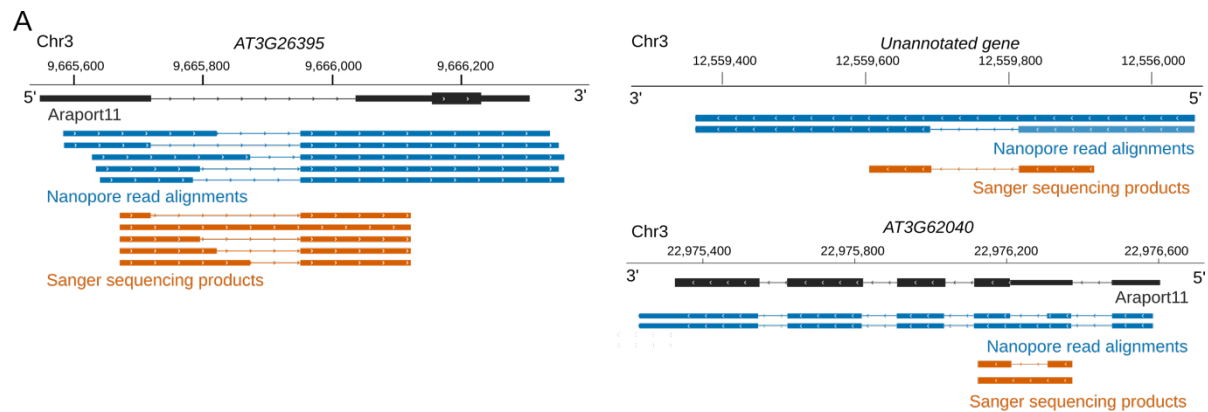 A
Chr3
AT3G26395
9,665,600 9,665,800 9,666,000 9,666,200
5' 3'
Araport11
Nanopore read alignments
Sanger sequencing products
Chr3
Unannotated gene
12,559,400 12,559,600 12,559,800 12,556,000
3' 5'
Nanopore read alignments
Sanger sequencing products
Chr3
AT3G62040
22,975,400 22,975,800 22,976,200 22,976,600
3' 5'
Araport11
Nanopore read alignments
Sanger sequencing products